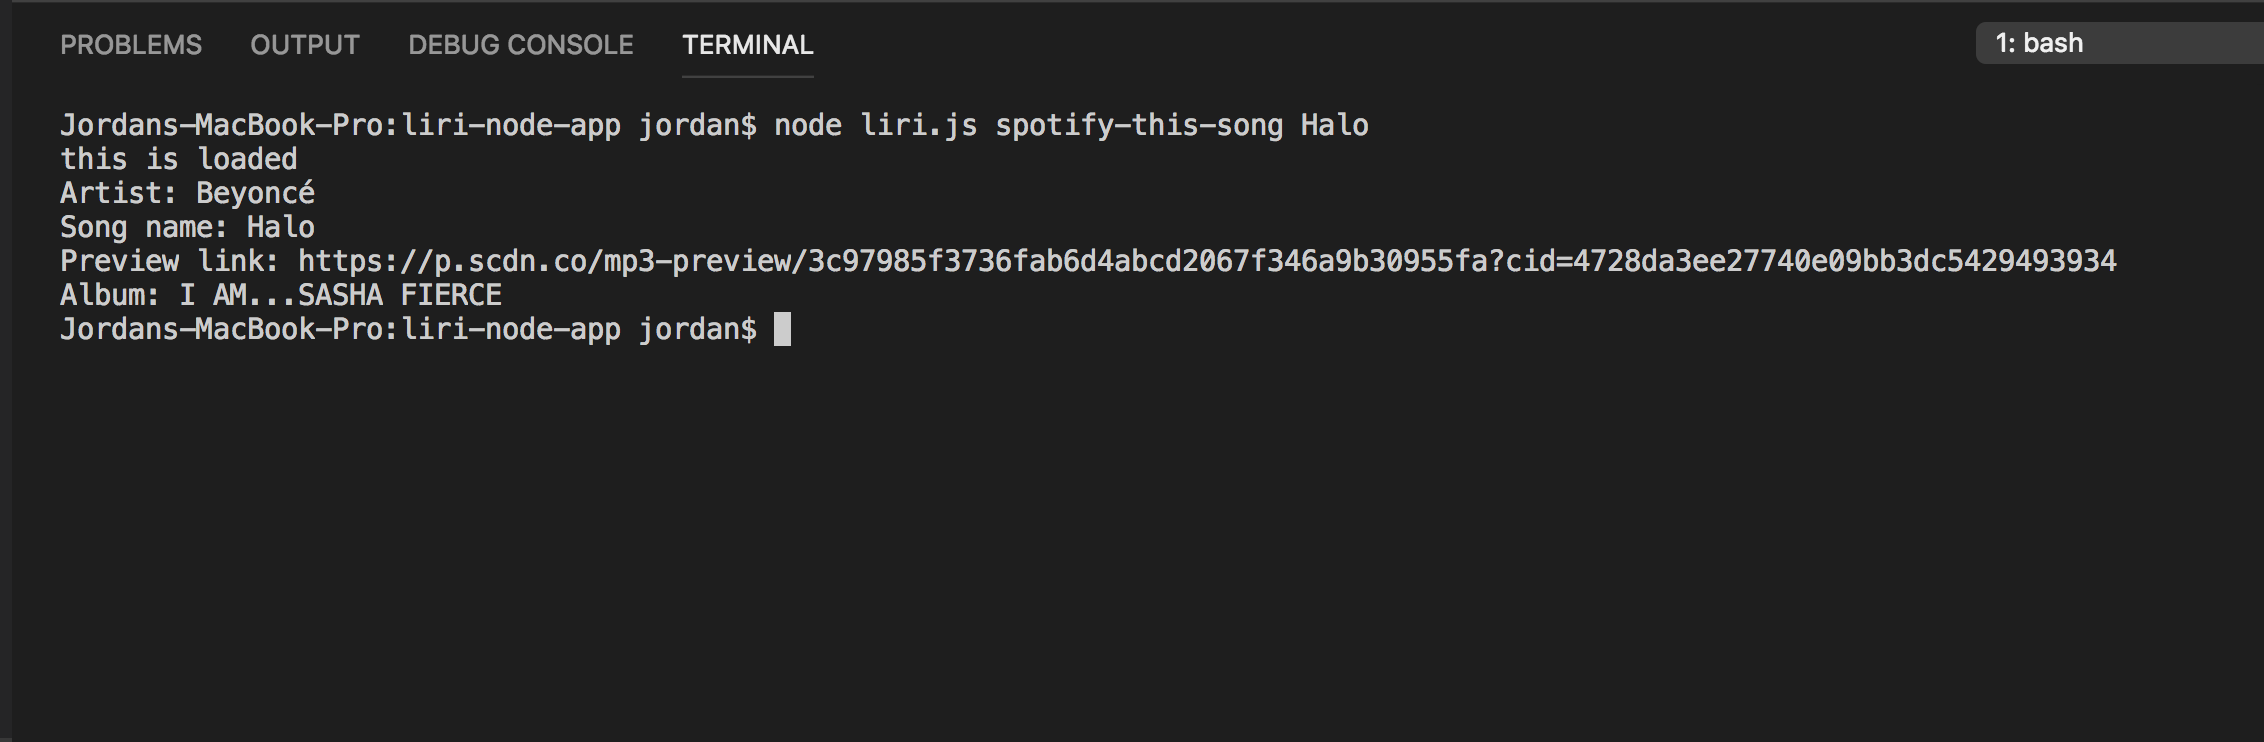 PROBLEMS OUTPUT DEBUG CONSOLE TERMINAL 1: bash
Jordans-MacBook-Pro:liri-node-app jordan$ node liri.js spotify-this-song Halo
this is loaded
Artist: Beyoncé
Song name: Halo
Preview link: https://p.scdn.co/mp3-preview/3c97985f3736fab6d4abcd2067f346a9b30955fa?cid=4728da3ee27740e09bb3dc5429493934
Album: I AM...SASHA FIERCE
Jordans-MacBook-Pro:liri-node-app jordan$